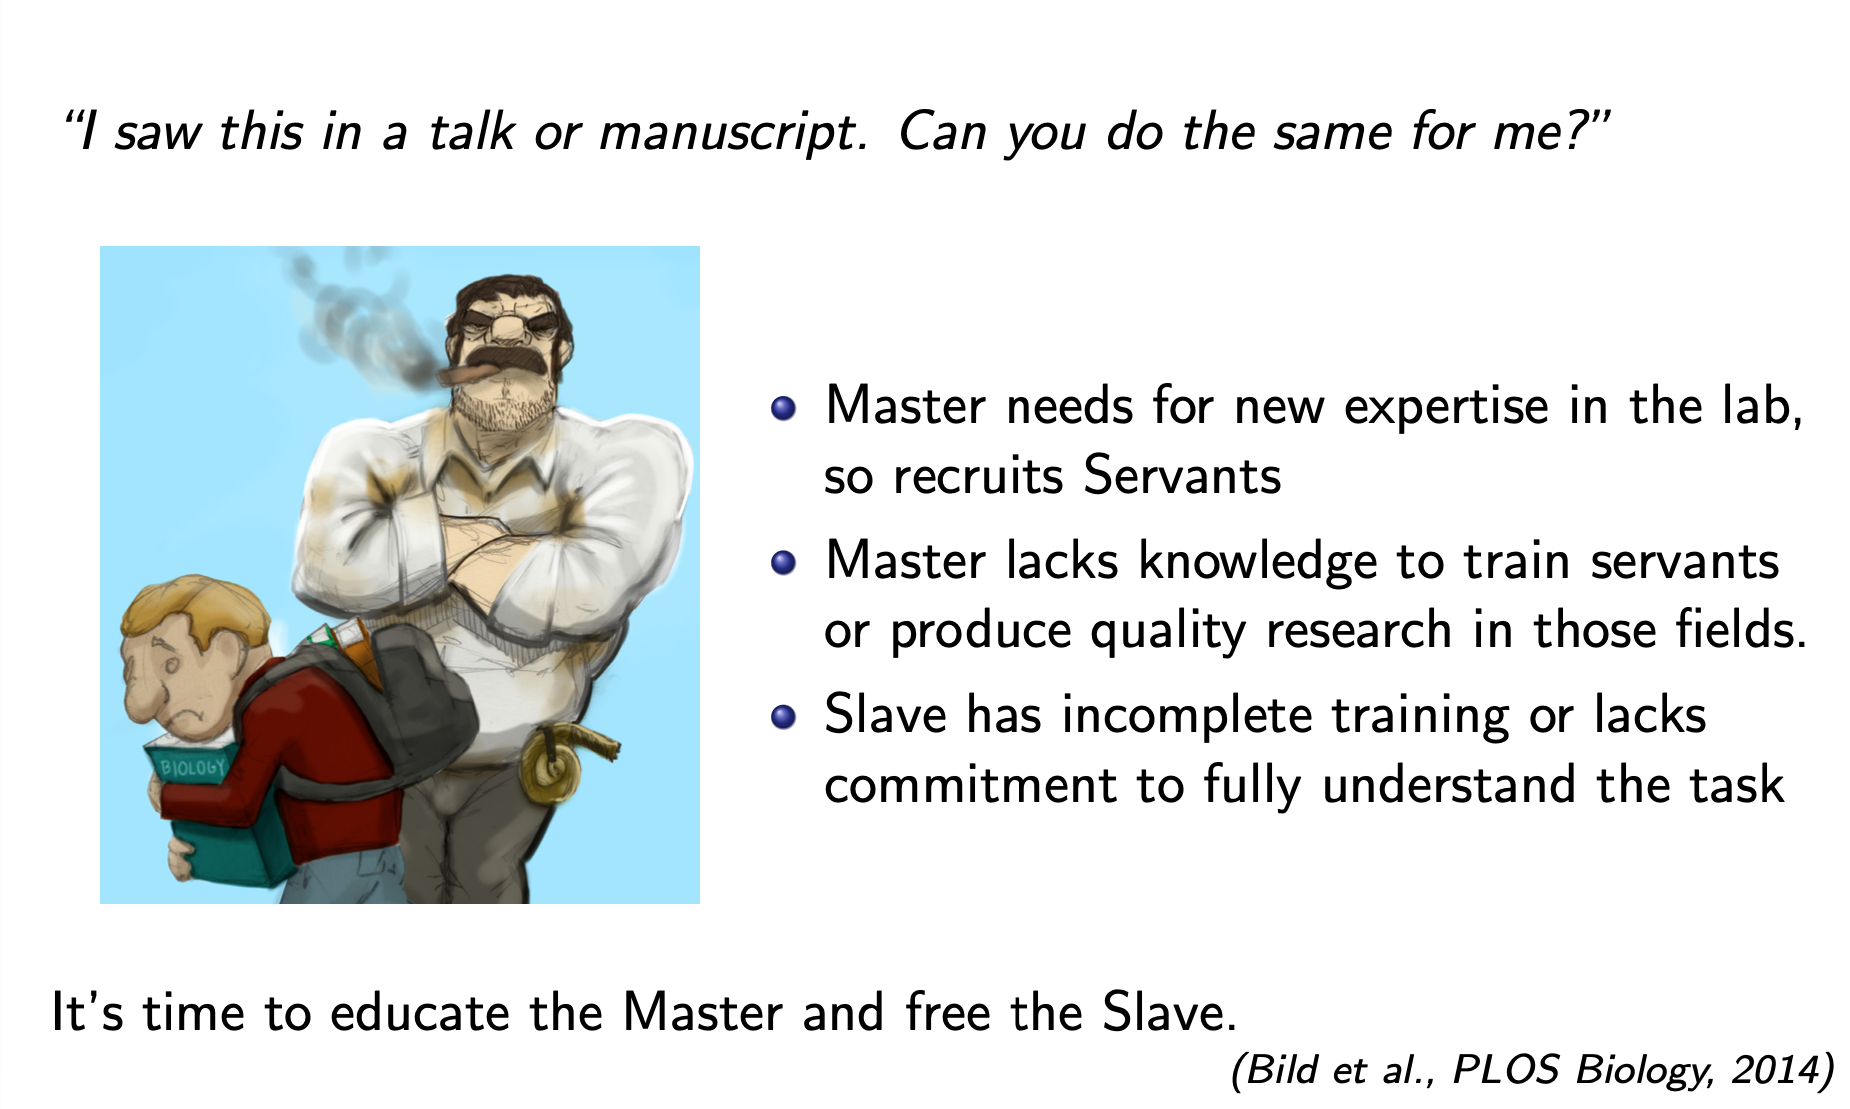 “I saw this in a talk or manuscript. Can you do the same for me?”
BIOLOGY
Master needs for new expertise in the lab,
so recruits Servants
Master lacks knowledge to train servants
or produce quality research in those fields.
Slave has incomplete training or lacks
commitment to fully understand the task
It’s time to educate the Master and free the Slave.
(Bild et al., PLOS Biology, 2014)